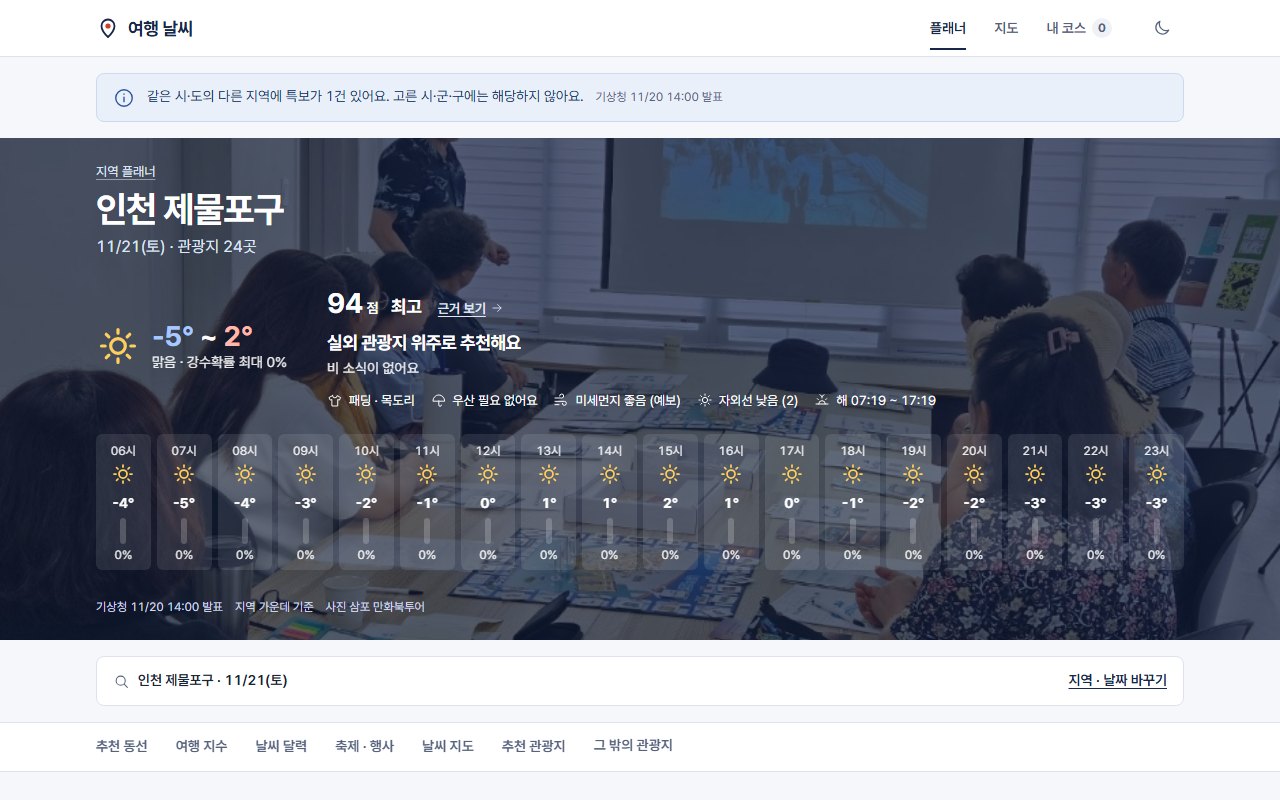 여행 날씨
플래너 지도 내 코스 0
같은 시·도의 다른 지역에 특보가 1건 있어요. 고른 시·군·구에는 해당하지 않아요. 기상청 11/20 14:00 발표
지역 플래너
인천 제물포구
11/21(토) · 관광지 24곳
94점 최고 근거 보기 →
-5° ~ 2°
맑음 · 강수확률 최대 0%
실외 관광지 위주로 추천해요
비 소식이 없어요
패딩 · 목도리 우산 필요 없어요 미세먼지 좋음 (예보) 자외선 낮음 (2) 해 07:19 ~ 17:19
06시 07시 08시 09시 10시 11시 12시 13시 14시 15시 16시 17시 18시 19시 20시 21시 22시 23시
-4° -5° -4° -3° -2° -1° 0° 1° 1° 2° 1° 0° -1° -2° -2° -3° -3° -3°
0% 0% 0% 0% 0% 0% 0% 0% 0% 0% 0% 0% 0% 0% 0% 0% 0% 0%
기상청 11/20 14:00 발표 지역 가운데 기준 사진 삼포 만화북투어
인천 제물포구 · 11/21(토)
지역 · 날짜 바꾸기
추천 동선 여행 지수 날씨 달력 축제 · 행사 날씨 지도 추천 관광지 그 밖의 관광지